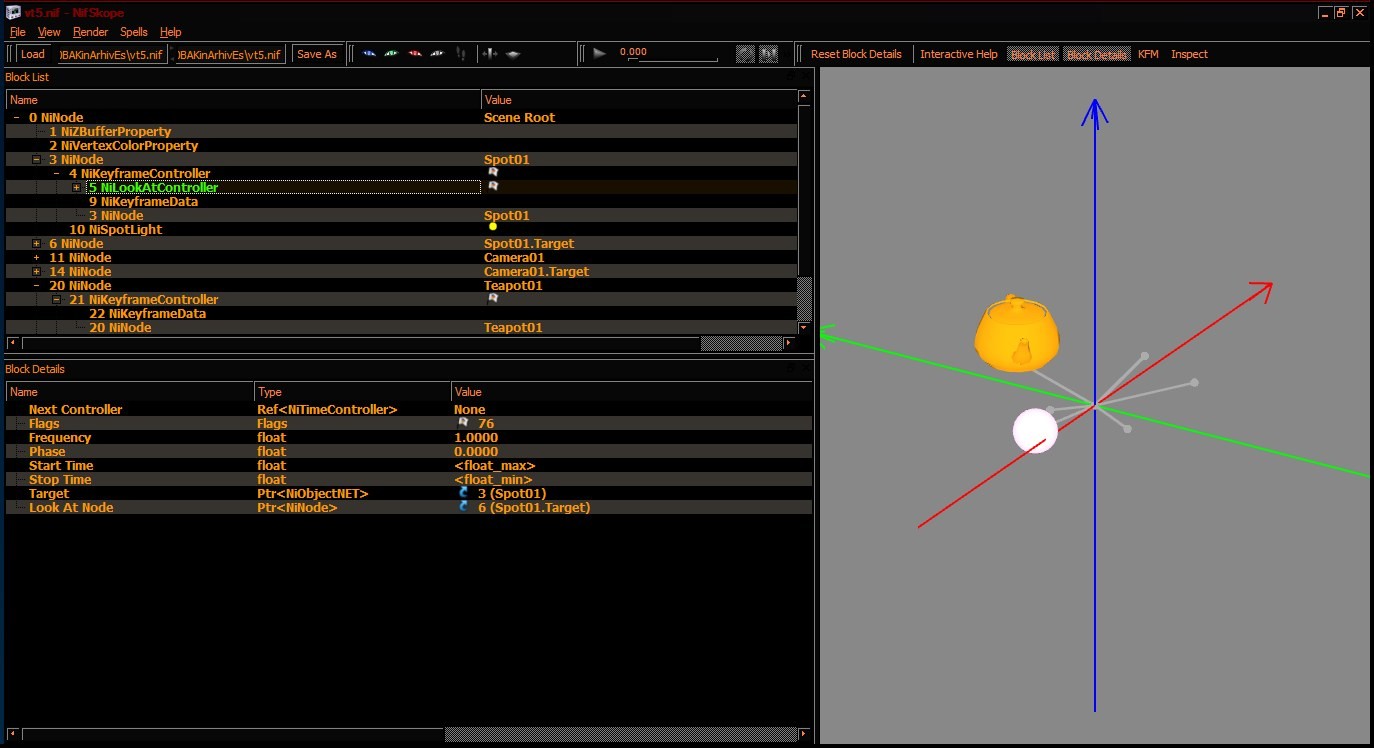 vt5.nif - NifSkope
File View Render Spells Help
Load )BAKinArhivEs\vt5.nif )BAKinArhivEs\vt5.nif Save As 0.000 Reset Block Details Interactive Help Block List Block Details KFM Inspect
Block List
Name Value
0 NiNode Scene Root
1 NiZBufferProperty
2 NiVertexColorProperty
3 NiNode Spot01
4 NiKeyframeController
5 NiLookAtController
9 NiKeyframeData
3 NiNode Spot01
10 NiSpotLight
6 NiNode Spot01.Target
11 NiNode Camera01
14 NiNode Camera01.Target
20 NiNode Teapot01
21 NiKeyframeController
22 NiKeyframeData
20 NiNode Teapot01
Block Details
Name Type Value
Next Controller Ref<NiTimeController> None
Flags Flags 76
Frequency float 1.0000
Phase float 0.0000
Start Time float <float_max>
Stop Time float <float_min>
Target Ptr<NiObjectNET> 3 (Spot01)
Look At Node Ptr<NiNode> 6 (Spot01.Target)